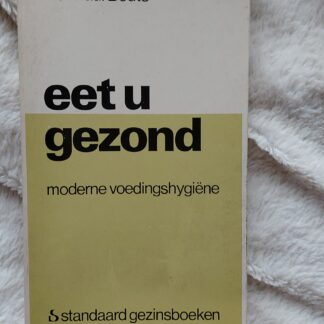 eet u
gezond
moderne voedingshygiëne
standaard gezinsboeken